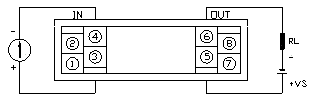 IN OUT
-
④ ⑥
② ⑧
RL
③ ⑤
① ⑦
-
+
+VS